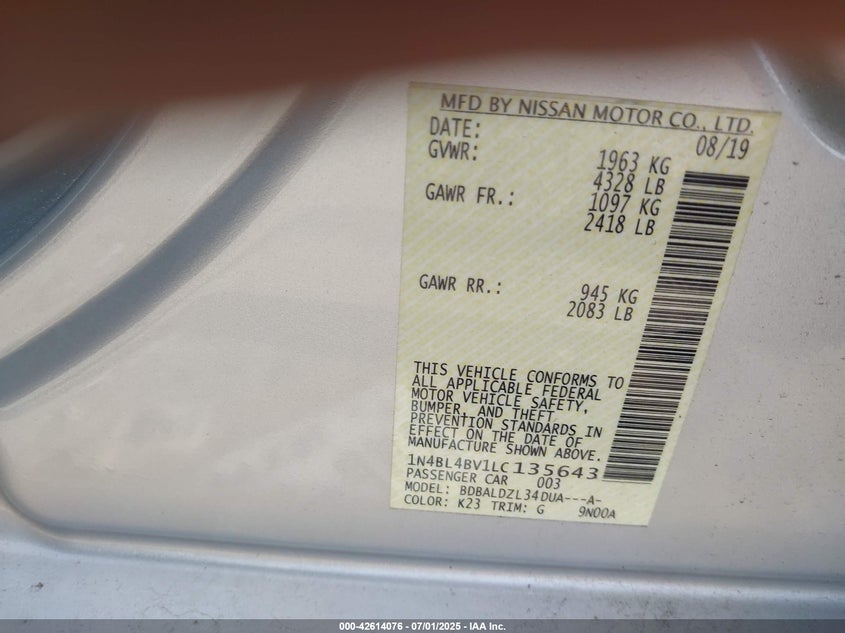 MFD BY NISSAN MOTOR CO., LTD.
DATE: 08/19
GVWR: 1963 KG
4328 LB
GAWR FR.: 1097 KG
2418 LB
GAWR RR.: 945 KG
2083 LB
THIS VEHICLE CONFORMS TO
ALL APPLICABLE FEDERAL
MOTOR VEHICLE SAFETY,
BUMPER, AND THEFT
PREVENTION STANDARDS IN
EFFECT ON THE DATE OF
MANUFACTURE SHOWN ABOVE.
1N4BL4BV1LC135643
PASSENGER CAR 003
MODEL: BDBALDZL34DUA---A-
COLOR: K23 TRIM: G 9N00A
000-42614076 - 07/01/2025 - IAA Inc.